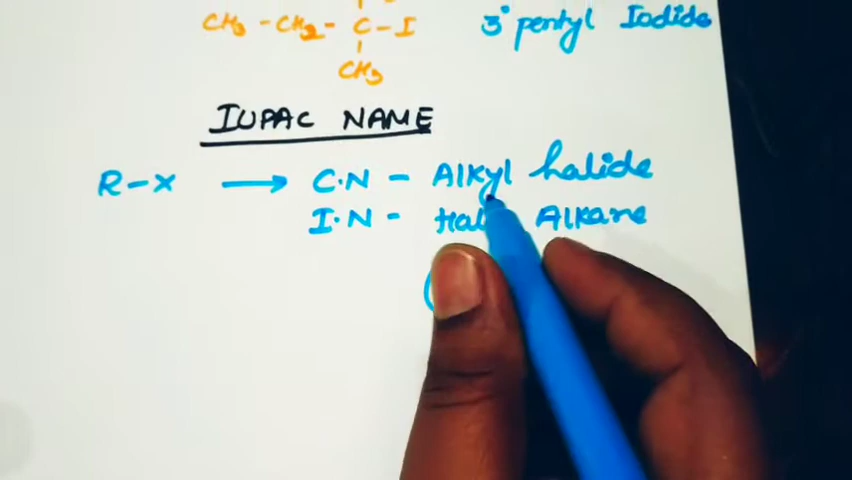 CH3 - CH2 - C - I 3° pentyl Iodide
CH3
IUPAC NAME
R-X → C.N - Alkyl halide
I.N - Alkane